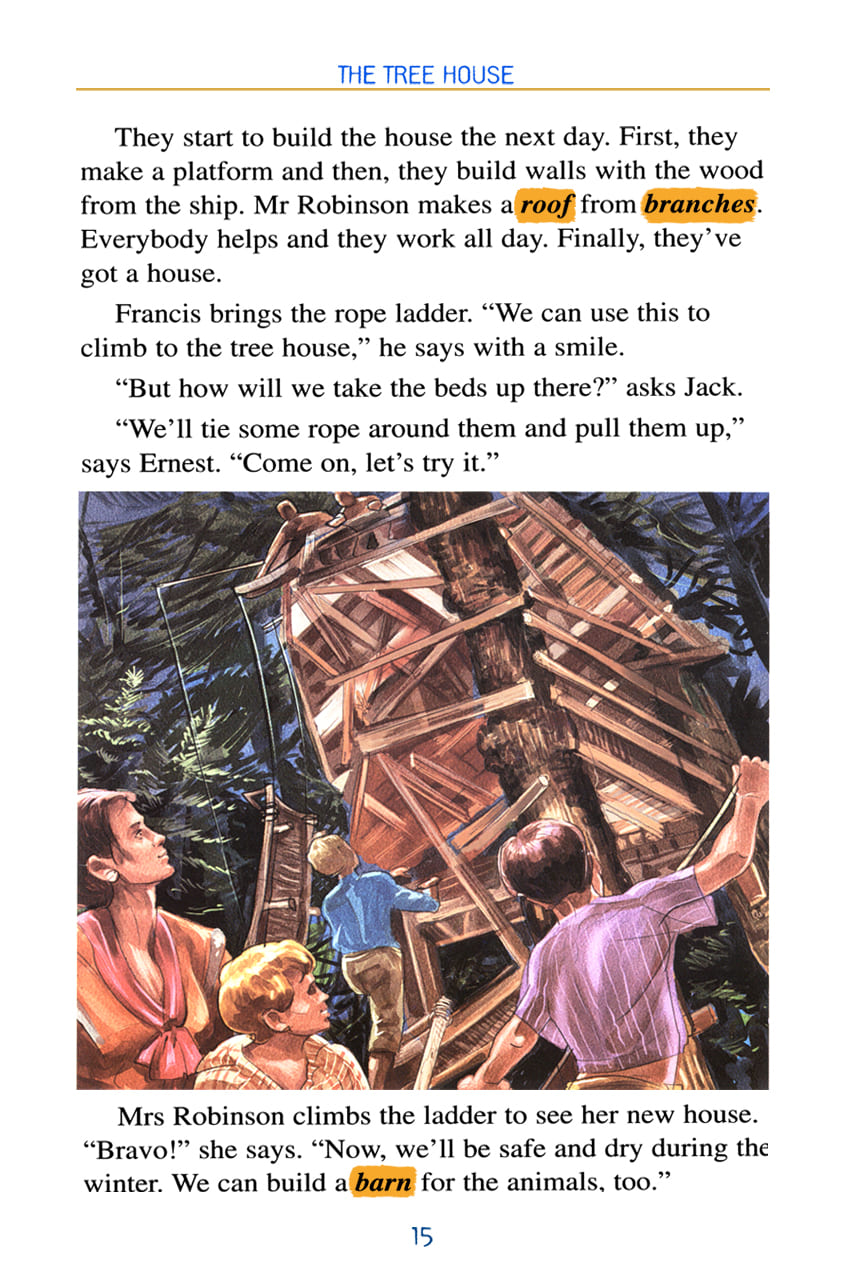 THE TREE HOUSE
They start to build the house the next day. First, they
make a platform and then, they build walls with the wood
from the ship. Mr Robinson makes a roof from branches.
Everybody helps and they work all day. Finally, they’ve
got a house.
Francis brings the rope ladder. “We can use this to
climb to the tree house,” he says with a smile.
“But how will we take the beds up there?” asks Jack.
“We’ll tie some rope around them and pull them up,”
says Ernest. “Come on, let’s try it.”
Mrs Robinson climbs the ladder to see her new house.
“Bravo!” she says. “Now, we’ll be safe and dry during the
winter. We can build a barn for the animals, too.”
15